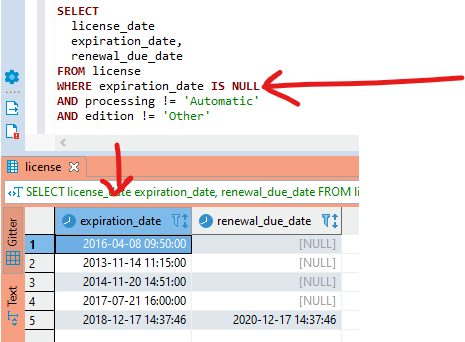 SELECT
license_date
expiration_date,
renewal_due_date
FROM license
WHERE expiration_date IS NULL
AND processing != 'Automatic'
AND edition != 'Other'
license
SELECT license_date expiration_date, renewal_due_date FROM li
expiration_date renewal_due_date
1 2016-04-08 09:50:00 [NULL]
2 2013-11-14 11:15:00 [NULL]
3 2014-11-20 14:51:00 [NULL]
4 2017-07-21 16:00:00 [NULL]
5 2018-12-17 14:37:46 2020-12-17 14:37:46
Gitter
Text